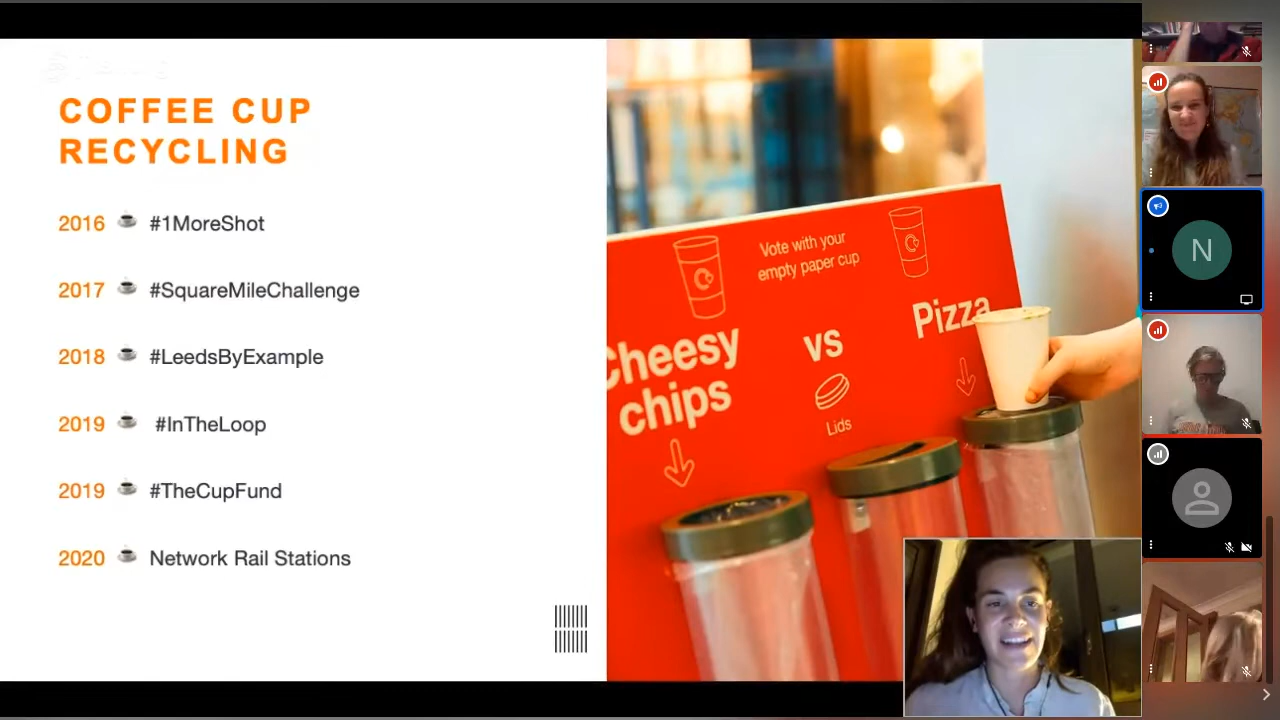 COFFEE CUP
RECYCLING
2016 #1MoreShot
2017 #SquareMileChallenge
2018 #LeedsByExample
2019 #InTheLoop
2019 #TheCupFund
2020 Network Rail Stations
Vote with your
empty paper cup
Cheesy
chips
vs
Pizza
Lids
N